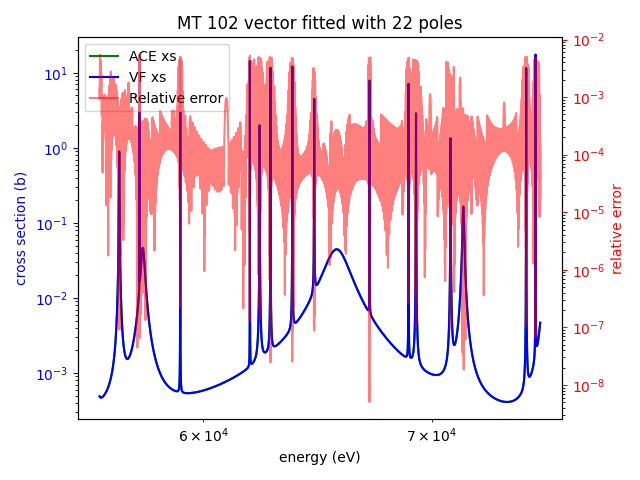 MT 102 vector fitted with 22 poles
ACE xs
VF xs
Relative error
cross section (b)
10¹
10⁰
10⁻¹
10⁻²
10⁻³
10⁻²
10⁻³
10⁻⁴
10⁻⁵
10⁻⁶
10⁻⁷
10⁻⁸
relative error
6 × 10⁴
7 × 10⁴
energy (eV)